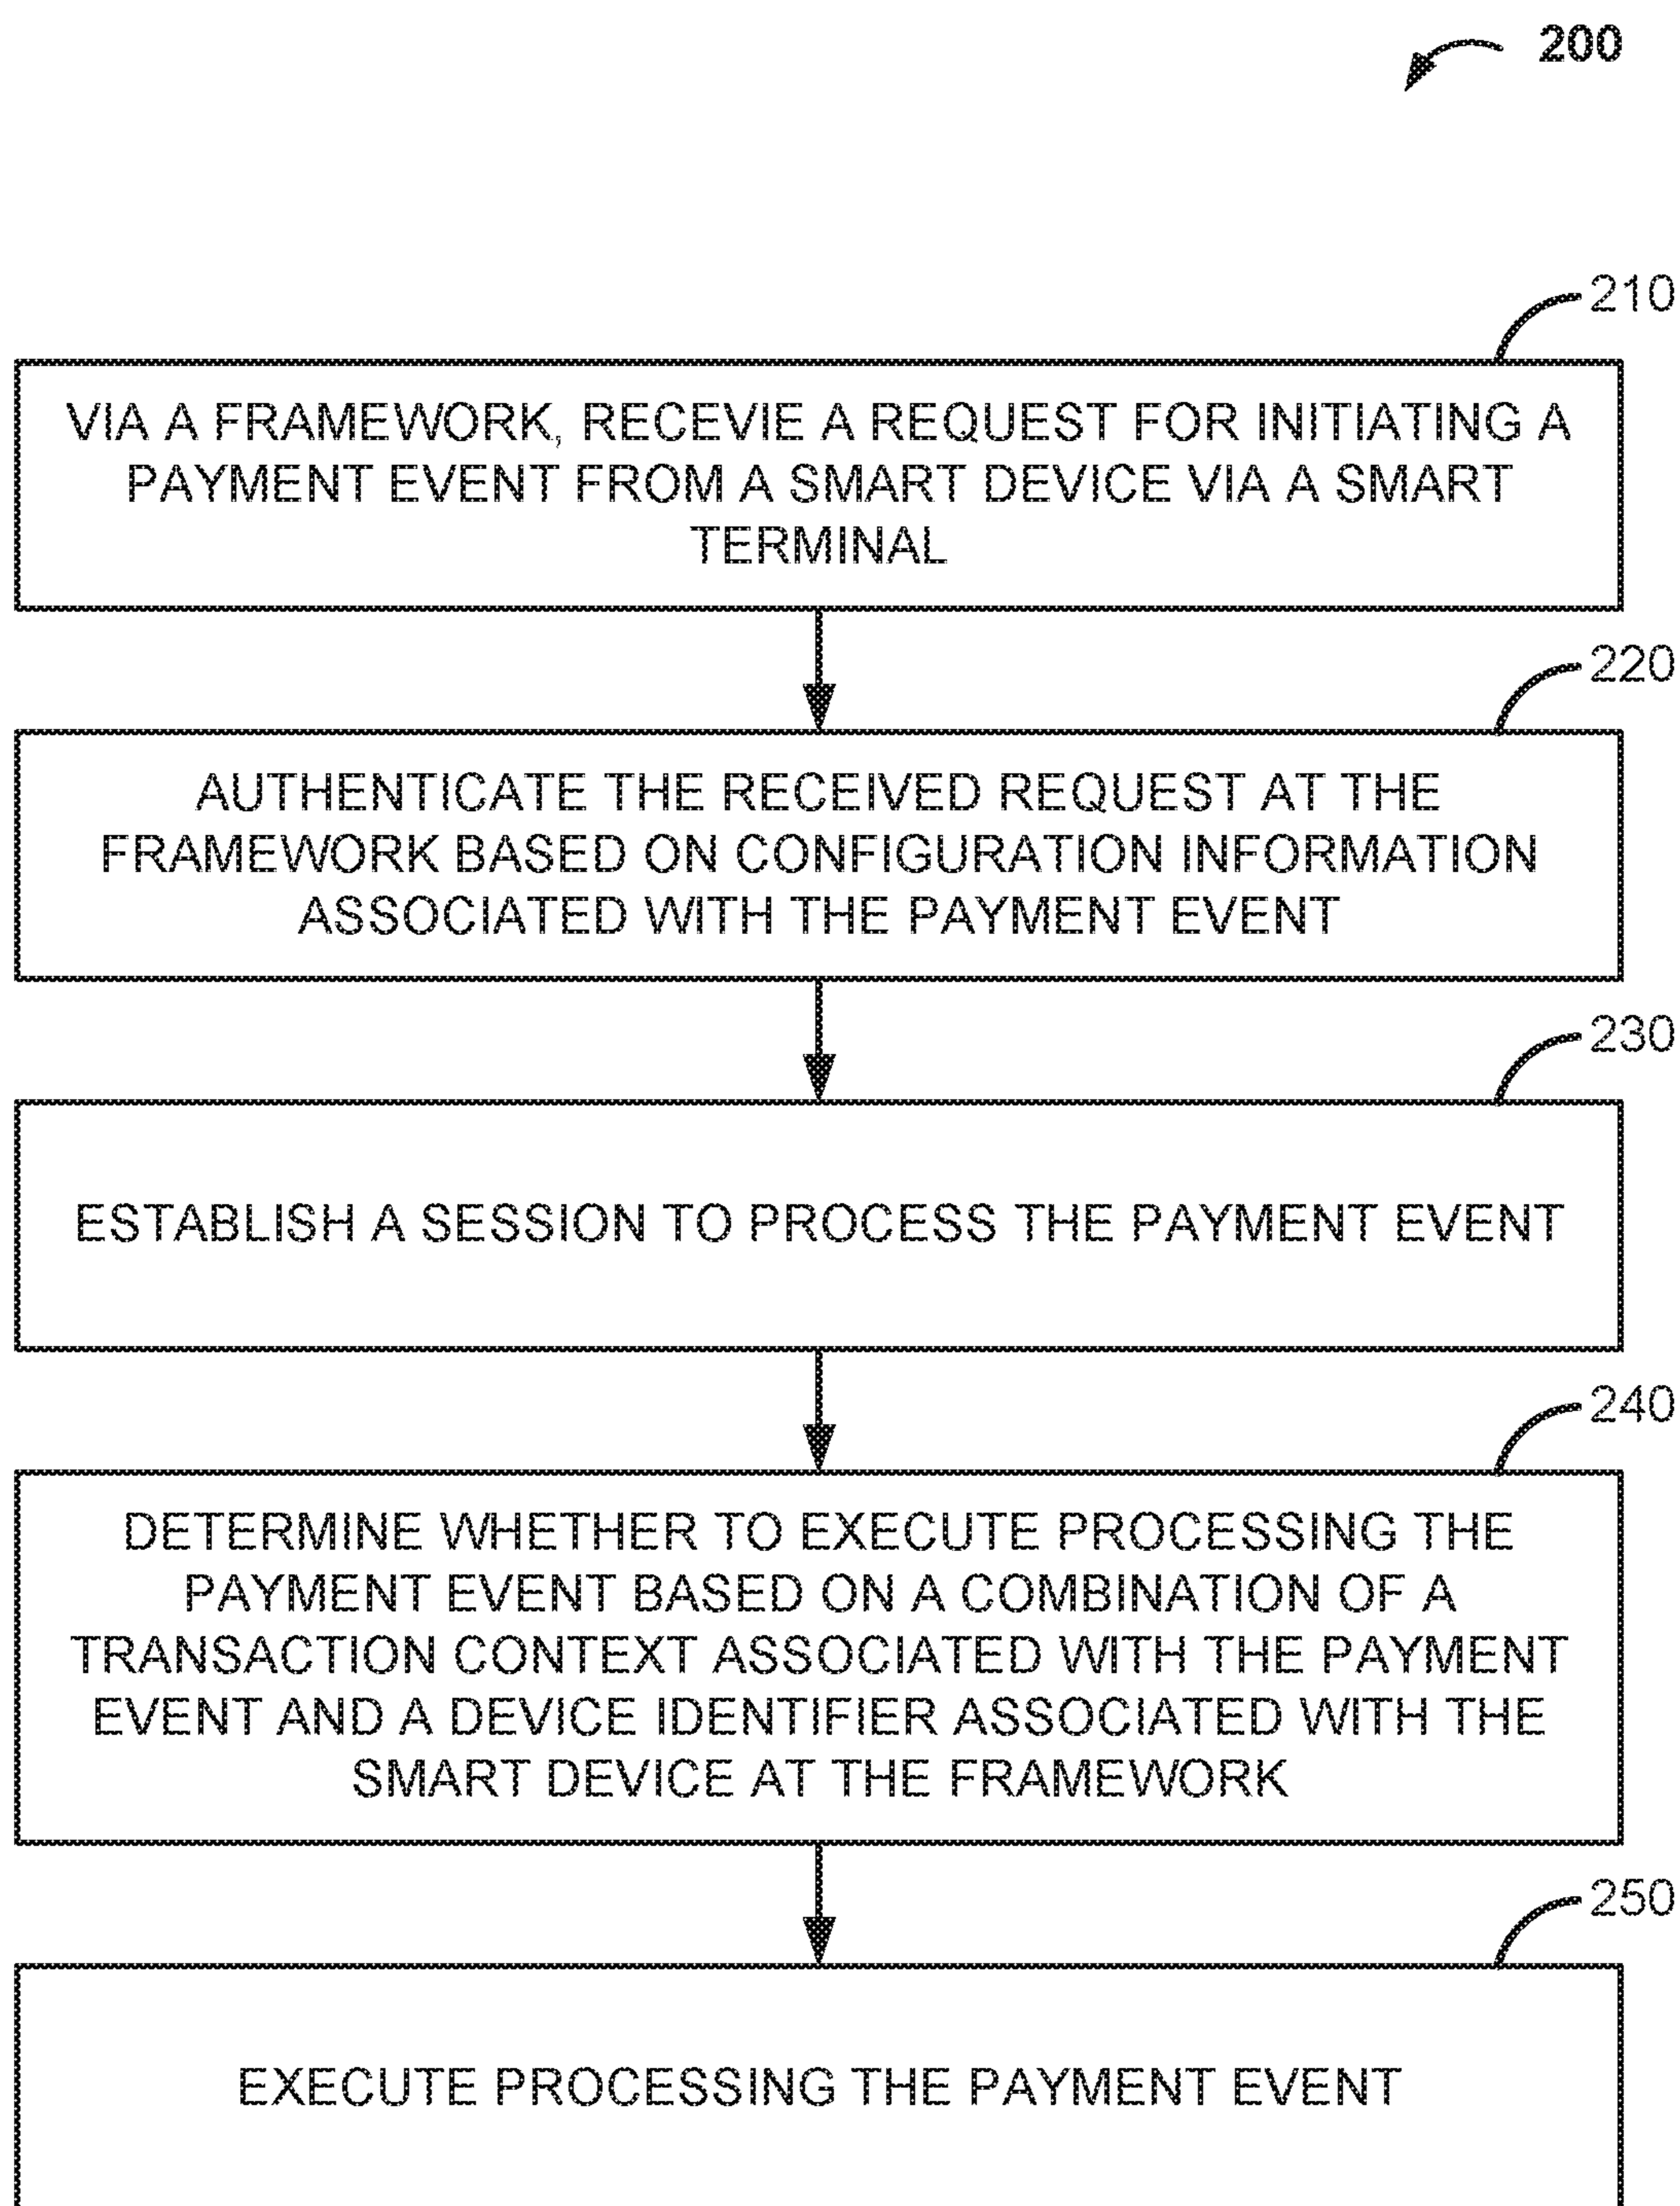 200
210
VIA A FRAMEWORK, RECEVIE A REQUEST FOR INITIATING A
PAYMENT EVENT FROM A SMART DEVICE VIA A SMART
TERMINAL
220
AUTHENTICATE THE RECEIVED REQUEST AT THE
FRAMEWORK BASED ON CONFIGURATION INFORMATION
ASSOCIATED WITH THE PAYMENT EVENT
230
ESTABLISH A SESSION TO PROCESS THE PAYMENT EVENT
240
DETERMINE WHETHER TO EXECUTE PROCESSING THE
PAYMENT EVENT BASED ON A COMBINATION OF A
TRANSACTION CONTEXT ASSOCIATED WITH THE PAYMENT
EVENT AND A DEVICE IDENTIFIER ASSOCIATED WITH THE
SMART DEVICE AT THE FRAMEWORK
250
EXECUTE PROCESSING THE PAYMENT EVENT